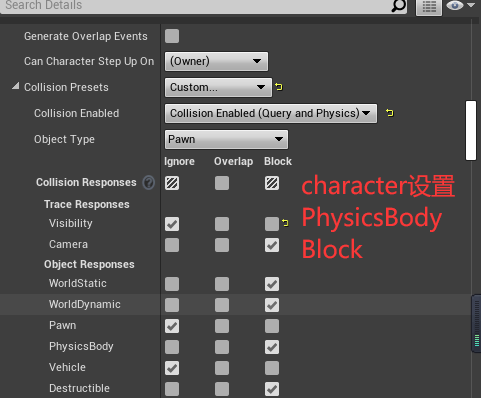 Search Details
Generate Overlap Events
Can Character Step Up On (Owner)
Collision Presets Custom...
Collision Enabled Collision Enabled (Query and Physics)
Object Type Pawn
Ignore Overlap Block
Collision Responses ?
Trace Responses
Visibility
Camera
Object Responses
WorldStatic
WorldDynamic
Pawn
PhysicsBody
Vehicle
Destructible
character设置
PhysicsBody
Block